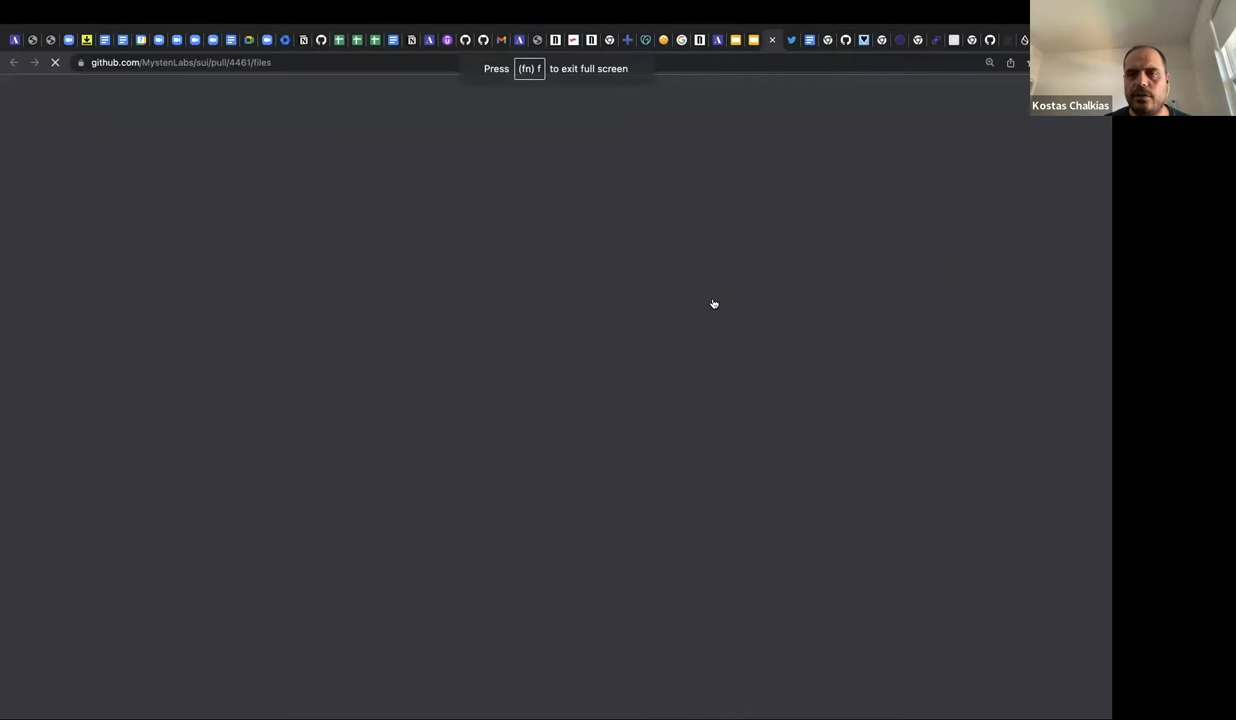 github.com/MystenLabs/sui/pull/4461/files
Press (fn) f to exit full screen
Kostas Chalkias